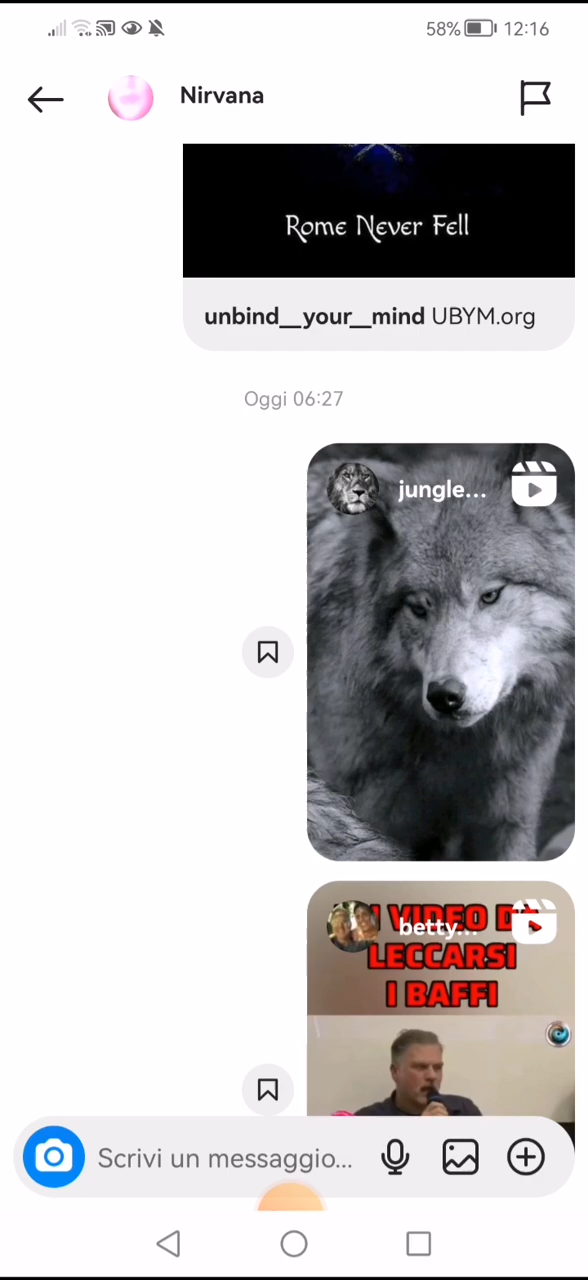 58% 12:16
Nirvana
Rome Never Fell
unbind__your__mind UBYM.org
Oggi 06:27
jungle...
betty...
VIDEO
LECCARSI
I BAFFI
Scrivi un messaggio...